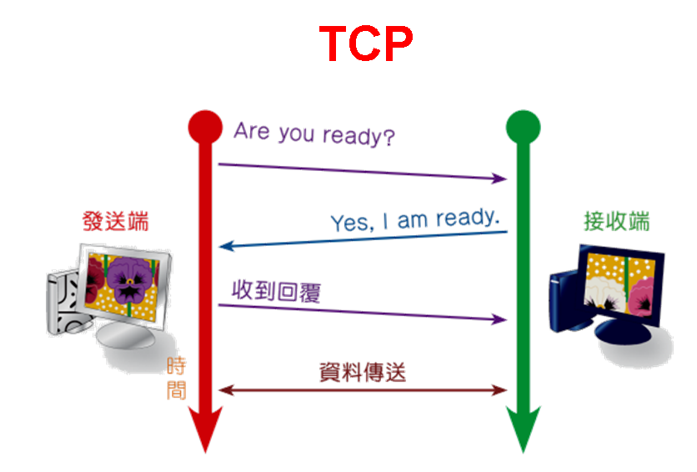 TCP
Are you ready?
Yes, I am ready.
發送端
接收端
收到回覆
時
間
資料傳送